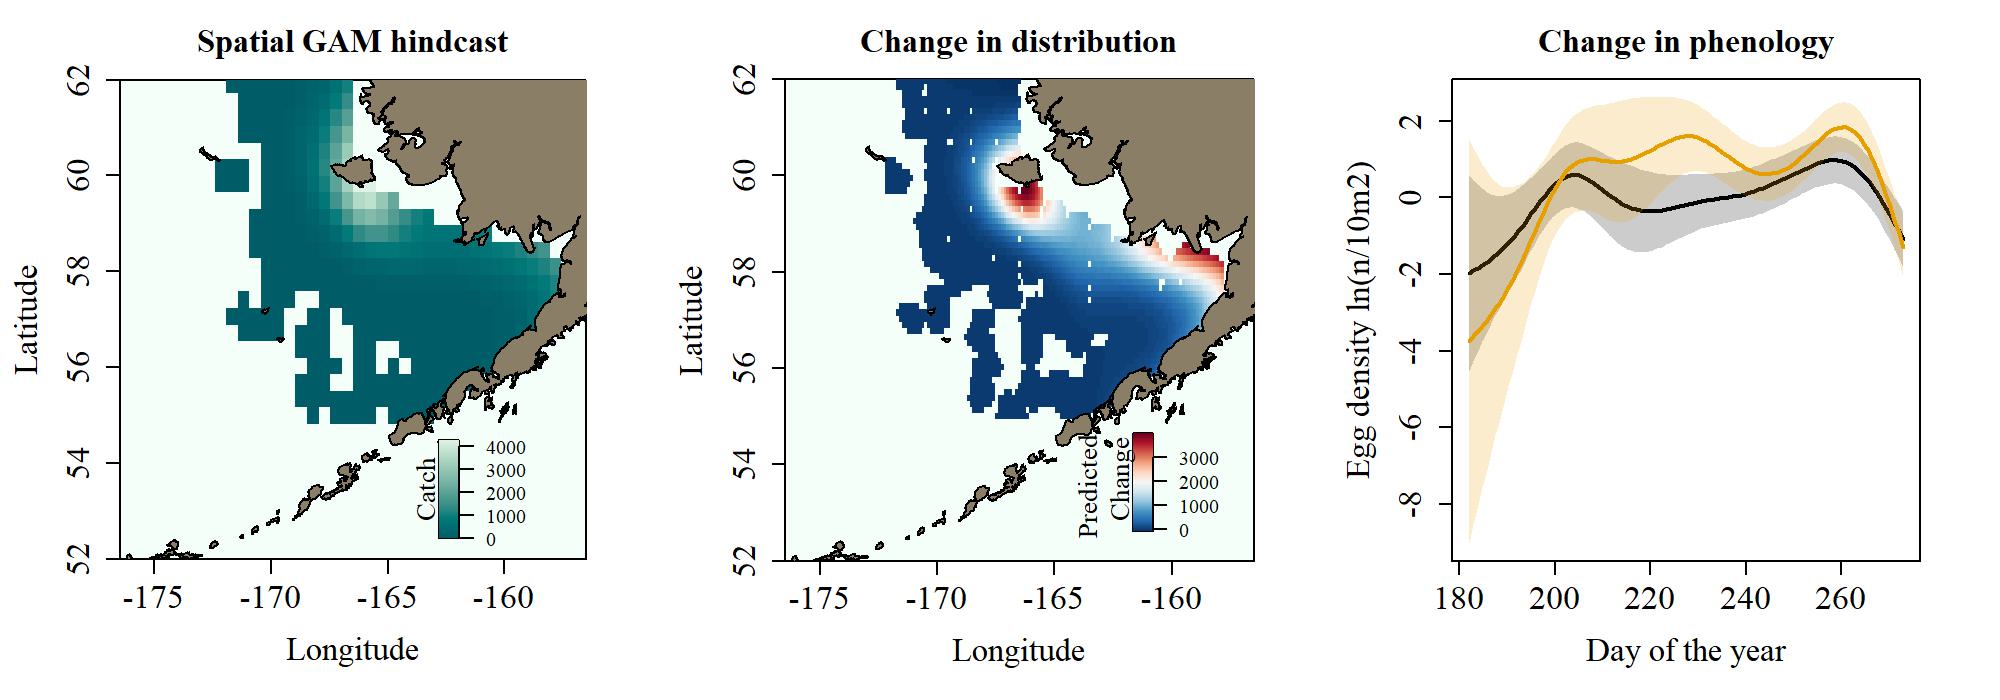 Spatial GAM hindcast
Latitude
62
60
58
56
54
52
-175 -170 -165 -160
Longitude
Catch
4000
3000
2000
1000
0
Change in distribution
Latitude
62
60
58
56
54
52
-175 -170 -165 -160
Longitude
Predicted
Change
3000
2000
1000
0
Change in phenology
Egg density ln(n/10m2)
2
0
-2
-4
-6
-8
180 200 220 240 260
Day of the year